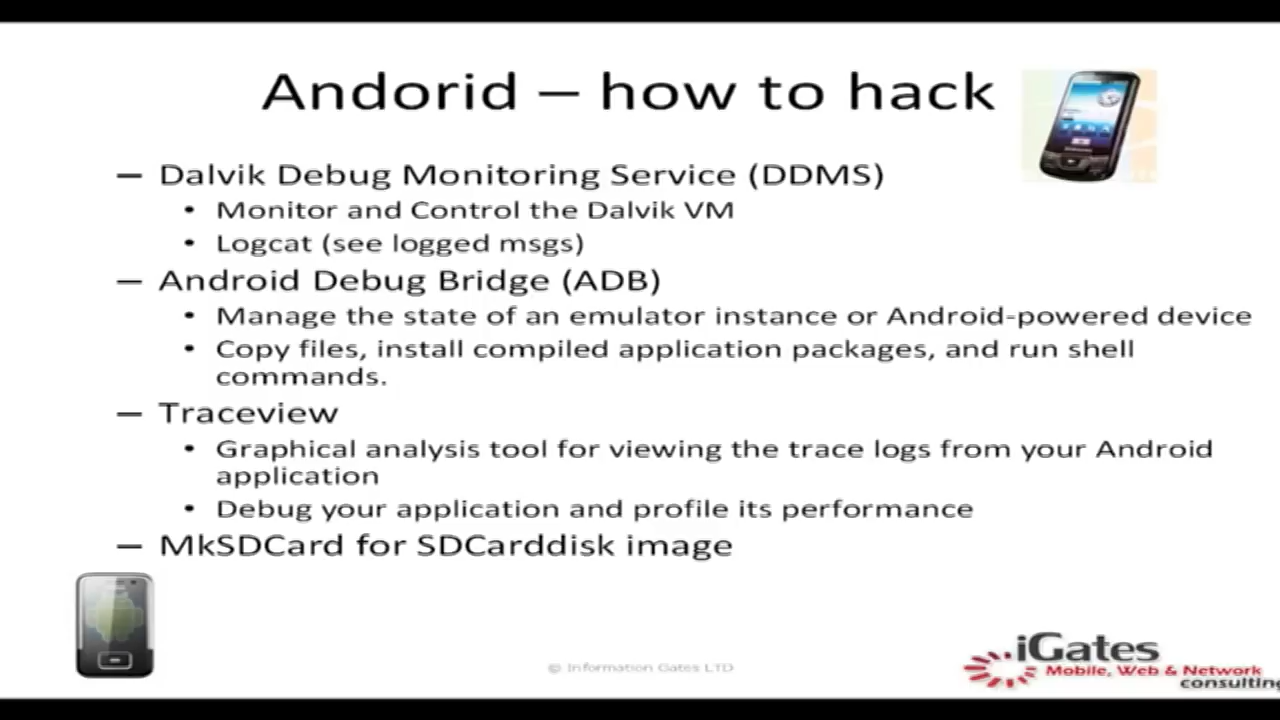 Andorid – how to hack
– Dalvik Debug Monitoring Service (DDMS)
• Monitor and Control the Dalvik VM
• Logcat (see logged msgs)
– Android Debug Bridge (ADB)
• Manage the state of an emulator instance or Android-powered device
• Copy files, install compiled application packages, and run shell
commands.
– Traceview
• Graphical analysis tool for viewing the trace logs from your Android
application
• Debug your application and profile its performance
– MkSDCard for SDCarddisk image
© Information Gates LTD
iGates
Mobile, Web & Network
consulting